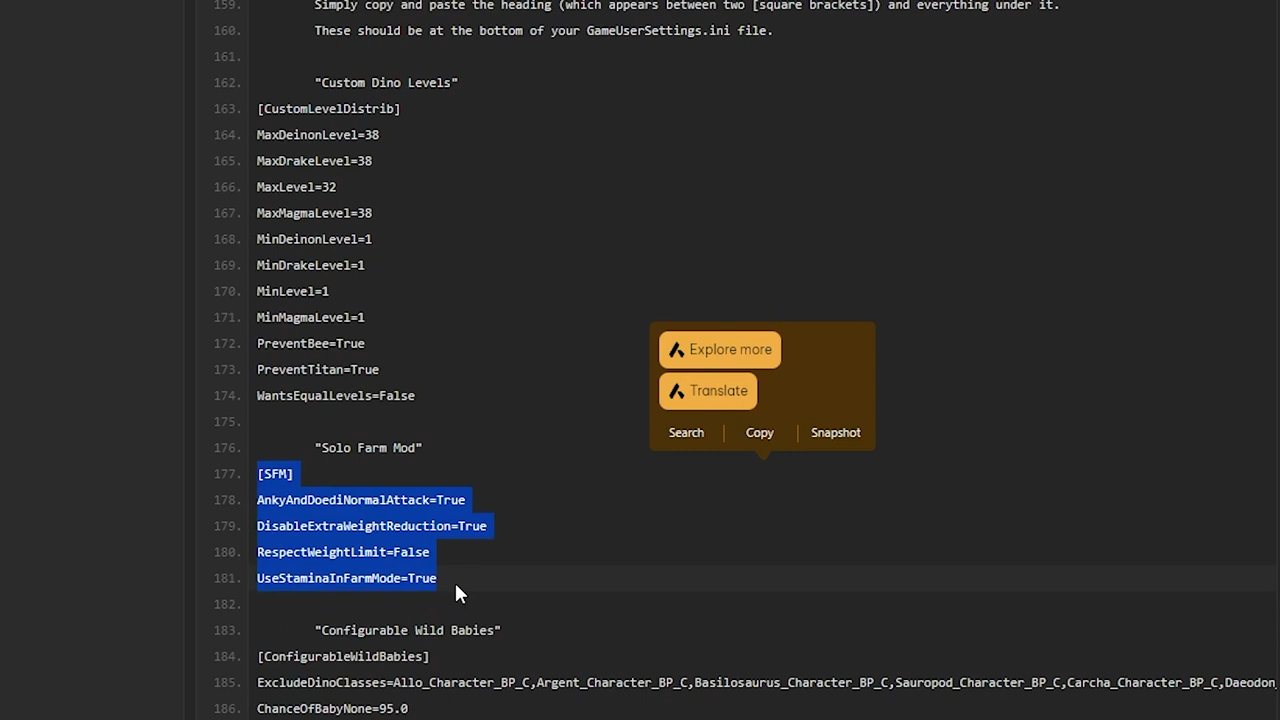 159. Simply copy and paste the heading (which appears between two [square brackets]) and everything under it.
160. These should be at the bottom of your GameUserSettings.ini file.
161.
162. "Custom Dino Levels"
163. [CustomLevelDistrib]
164. MaxDeinonLevel=38
165. MaxDrakeLevel=38
166. MaxLevel=32
167. MaxMagmaLevel=38
168. MinDeinonLevel=1
169. MinDrakeLevel=1
170. MinLevel=1
171. MinMagmaLevel=1
172. PreventBee=True
173. PreventTitan=True
174. WantsEqualLevels=False
175.
176. "Solo Farm Mod"
177. [SFM]
178. AnkyAndDoediNormalAttack=True
179. DisableExtraWeightReduction=True
180. RespectWeightLimit=False
181. UseStaminaInFarmMode=True
182.
183. "Configurable Wild Babies"
184. [ConfigurableWildBabies]
185. ExcludeDinoClasses=Allo_Character_BP_C,Argent_Character_BP_C,Basilosaurus_Character_BP_C,Sauropod_Character_BP_C,Carcha_Character_BP_C,Daeodon
186. ChanceOfBabyNone=95.0
Explore more
Translate
Search Copy Snapshot